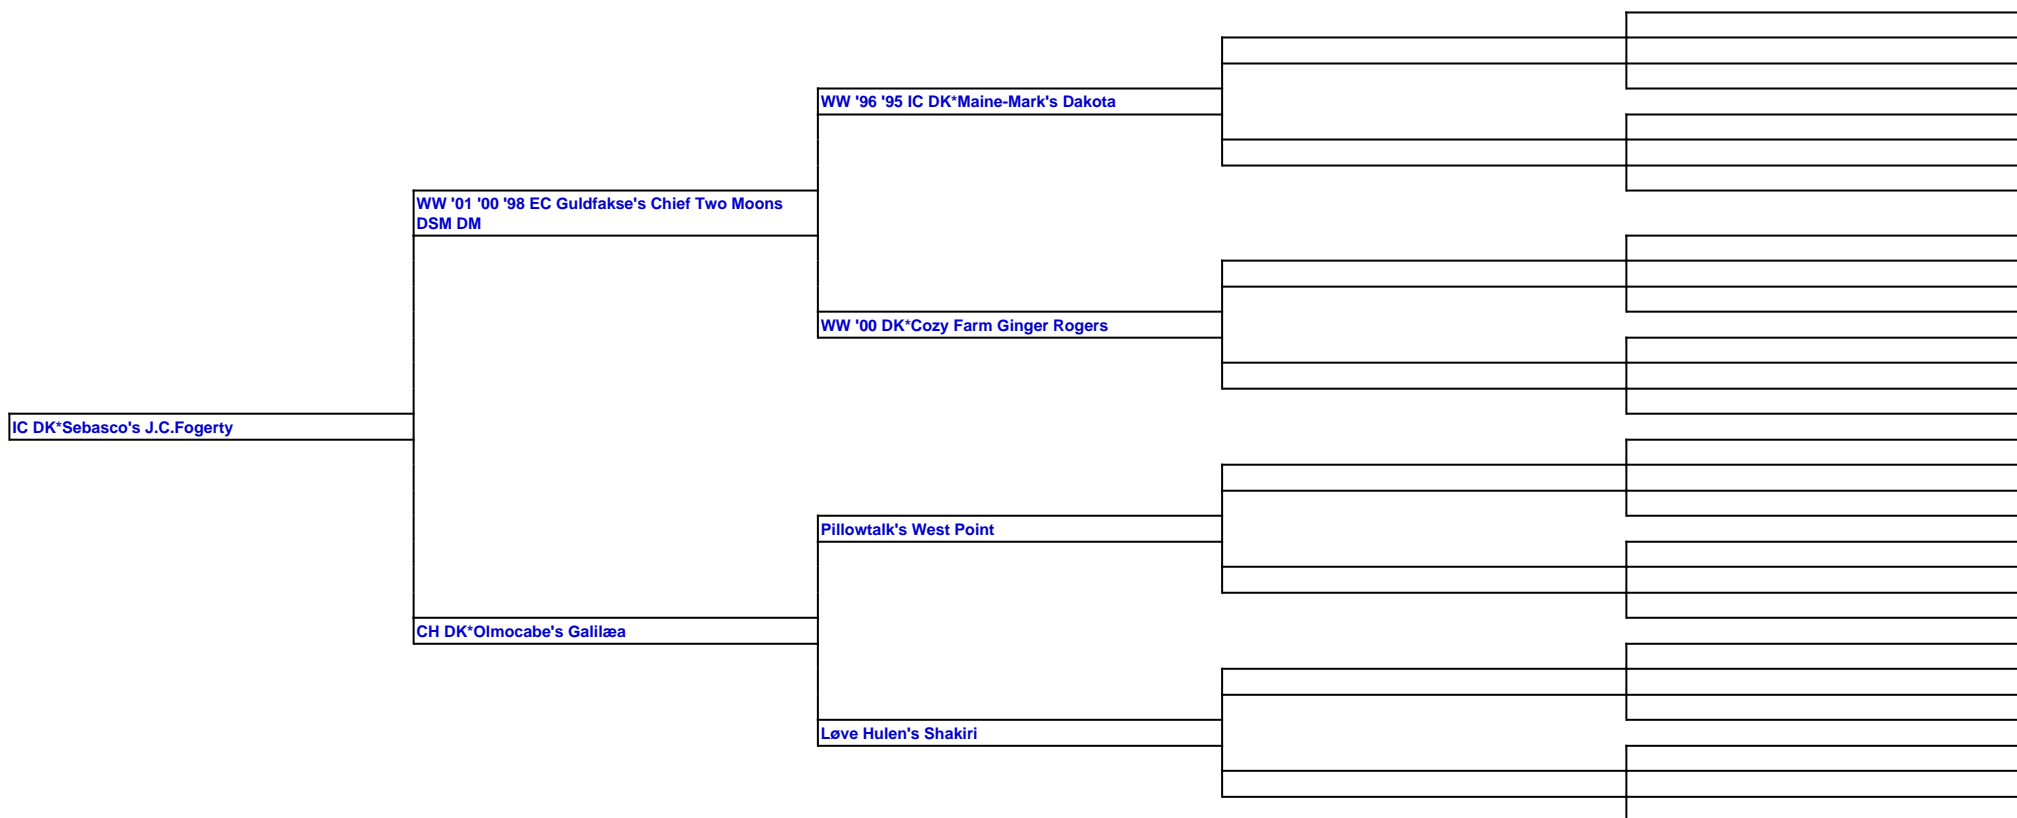 WW '96 '95 IC DK*Maine-Mark's Dakota
WW '01 '00 '98 EC Guldfakse's Chief Two Moons
DSM DM
WW '00 DK*Cozy Farm Ginger Rogers
IC DK*Sebasco's J.C.Fogerty
Pillowtalk's West Point
CH DK*Olmocabe's Galilæa
Løve Hulen's Shakiri